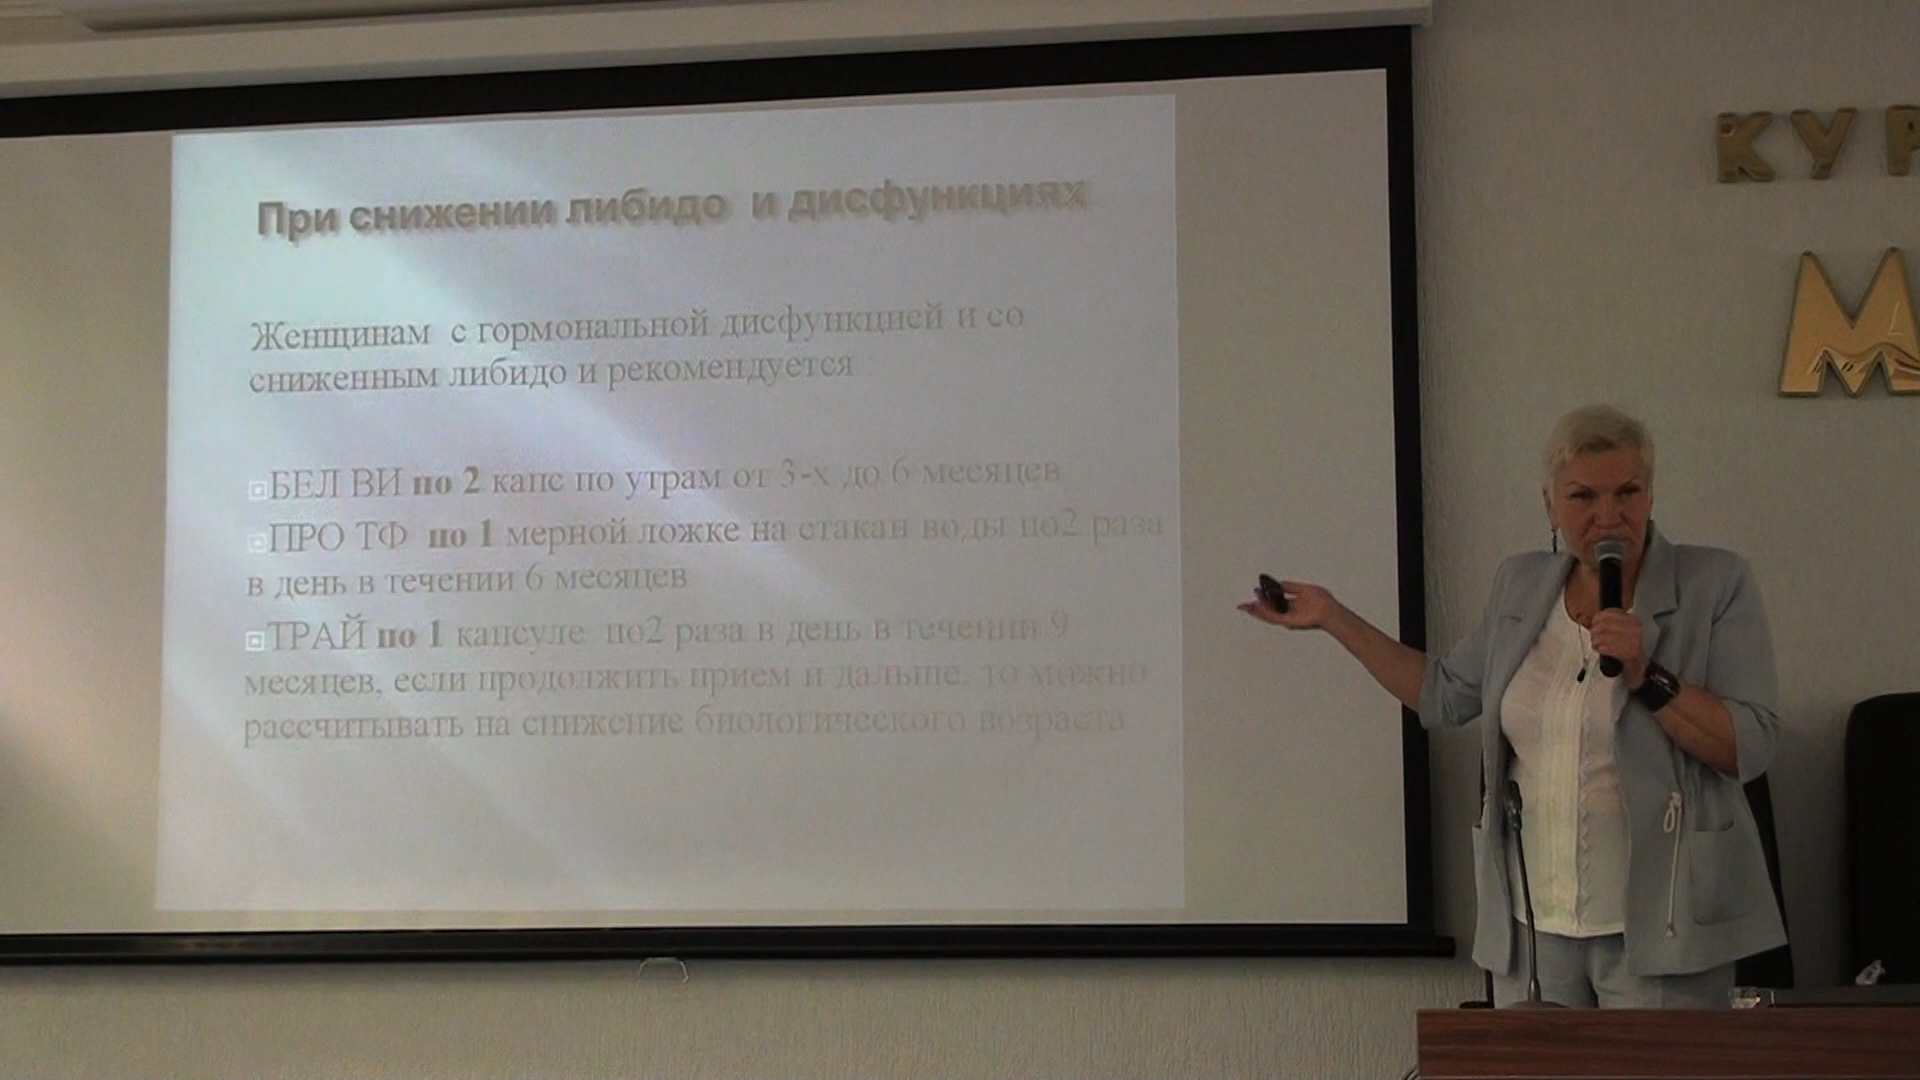 При снижении либидо и дисфункциях
Женщинам с гормональной дисфункцией и со
сниженным либидо и рекомендуется :
БЕЛ ВИ по 2 капс по утрам от 3-х до 6 месяцев
ПРО ТФ по 1 мерной ложке на стакан воды по2 раза
в день в течении 6 месяцев
ТРАЙ по 1 капсуле по2 раза в день в течении 9
месяцев, если продолжить прием и дальше, то можно
рассчитывать на снижение биологического возраста
КУР
М